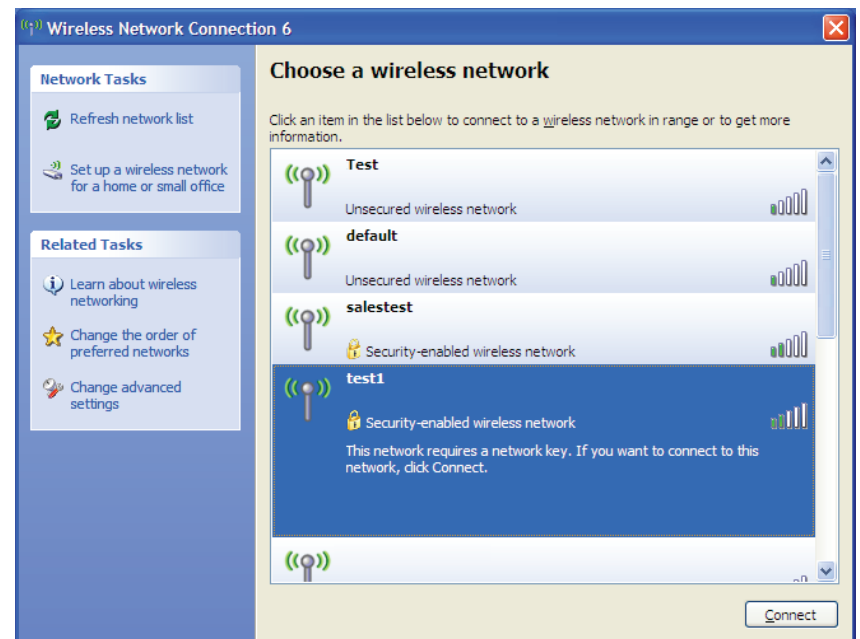 Wireless Network Connection 6
Network Tasks
Refresh network list
Set up a wireless network
for a home or small office
Related Tasks
Learn about wireless
networking
Change the order of
preferred networks
Change advanced
settings
Choose a wireless network
Click an item in the list below to connect to a wireless network in range or to get more
information.
Test
Unsecured wireless network
default
Unsecured wireless network
salestest
Security-enabled wireless network
test1
Security-enabled wireless network
This network requires a network key. If you want to connect to this
network, click Connect.
Connect